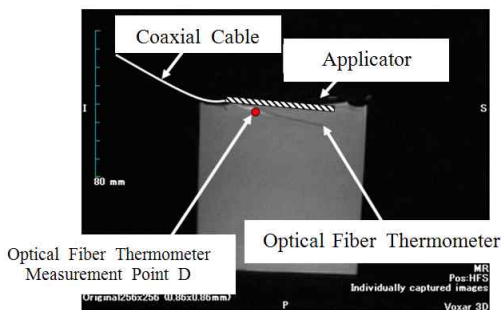 Coaxial Cable
Applicator
I
S
80 mm
Optical Fiber Thermometer
Measurement Point D
Optical Fiber Thermometer
MR
Pos:HFS
Individually captured images
Original256x256 (0.86x0.86mm)
P
Voxar 3D